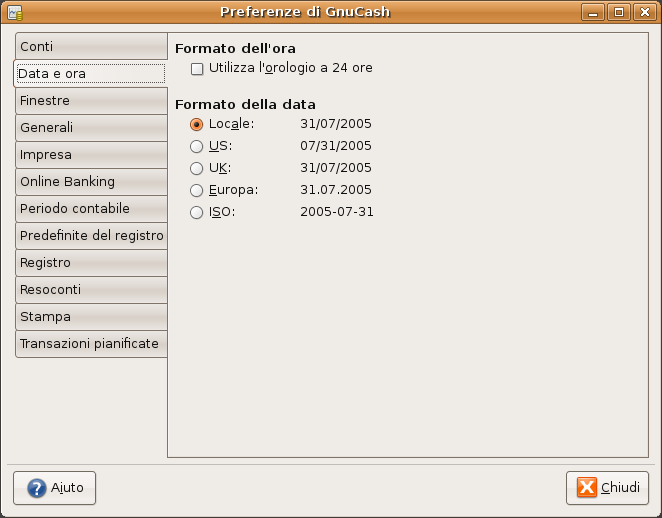 Preferenze di GnuCash
Conti
Data e ora
Finestre
Generali
Impresa
Online Banking
Periodo contabile
Predefinite del registro
Registro
Resoconti
Stampa
Transazioni pianificate
Formato dell'ora
Utilizza l'orologio a 24 ore
Formato della data
Locale: 31/07/2005
US: 07/31/2005
UK: 31/07/2005
Europa: 31.07.2005
ISO: 2005-07-31
Aiuto
Chiudi